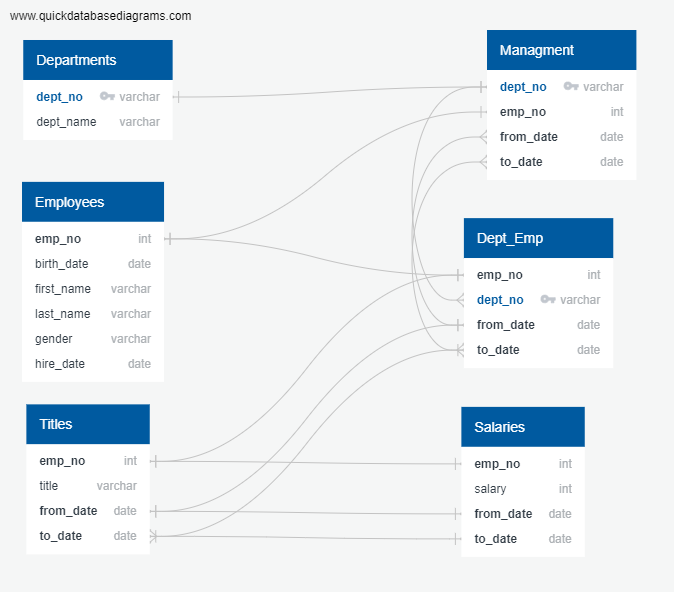 www.quickdatabasediagrams.com
Departments
dept_no varchar
dept_name varchar
Managment
dept_no varchar
emp_no int
from_date date
to_date date
Employees
emp_no int
birth_date date
first_name varchar
last_name varchar
gender varchar
hire_date date
Dept_Emp
emp_no int
dept_no varchar
from_date date
to_date date
Titles
emp_no int
title varchar
from_date date
to_date date
Salaries
emp_no int
salary int
from_date date
to_date date